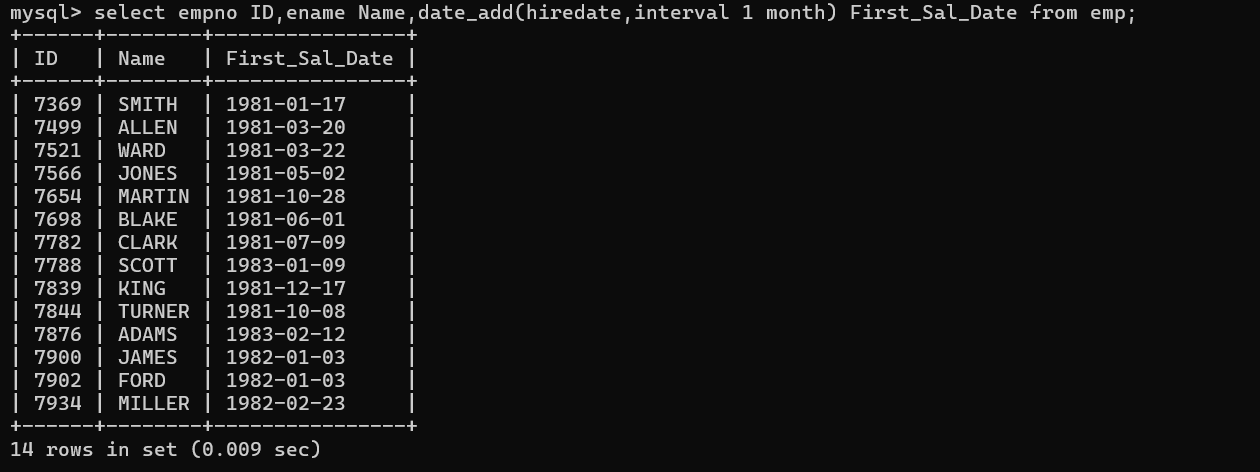 mysql> select empno ID,ename Name,date_add(hiredate,interval 1 month) First_Sal_Date from emp;
+------+--------+----------------+
| ID   | Name   | First_Sal_Date |
+------+--------+----------------+
| 7369 | SMITH  | 1981-01-17     |
| 7499 | ALLEN  | 1981-03-20     |
| 7521 | WARD   | 1981-03-22     |
| 7566 | JONES  | 1981-05-02     |
| 7654 | MARTIN | 1981-10-28     |
| 7698 | BLAKE  | 1981-06-01     |
| 7782 | CLARK  | 1981-07-09     |
| 7788 | SCOTT  | 1983-01-09     |
| 7839 | KING   | 1981-12-17     |
| 7844 | TURNER | 1981-10-08     |
| 7876 | ADAMS  | 1983-02-12     |
| 7900 | JAMES  | 1982-01-03     |
| 7902 | FORD   | 1982-01-03     |
| 7934 | MILLER | 1982-02-23     |
+------+--------+----------------+
14 rows in set (0.009 sec)